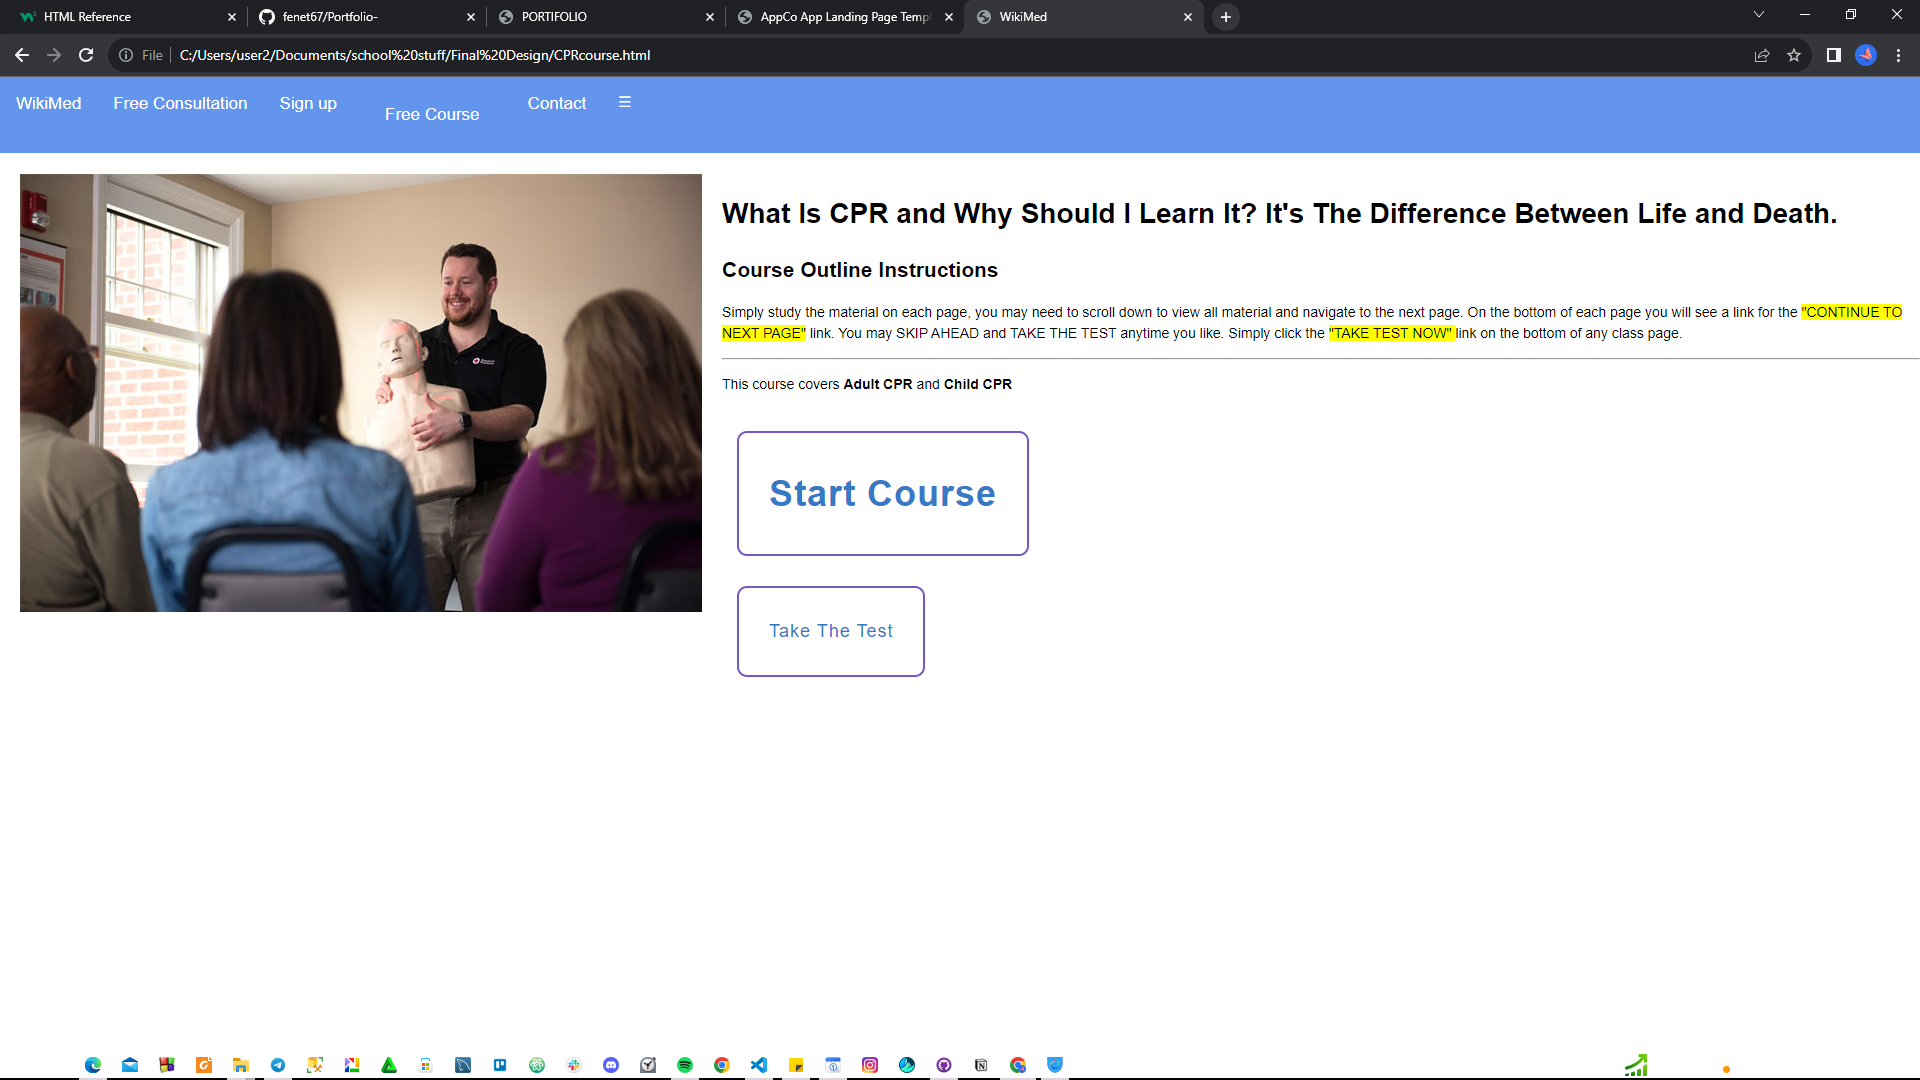 HTML Reference
fenet67/Portfolio-
PORTIFOLIO
AppCo App Landing Page Temp
WikiMed
File
C:/Users/user2/Documents/school%20stuff/Final%20Design/CPRcourse.html
WikiMed
Free Consultation
Sign up
Free Course
Contact
☰
What Is CPR and Why Should I Learn It? It's The Difference Between Life and Death.
Course Outline Instructions
Simply study the material on each page, you may need to scroll down to view all material and navigate to the next page. On the bottom of each page you will see a link for the "CONTINUE TO
NEXT PAGE" link. You may SKIP AHEAD and TAKE THE TEST anytime you like. Simply click the "TAKE TEST NOW" link on the bottom of any class page.
This course covers Adult CPR and Child CPR
Start Course
Take The Test